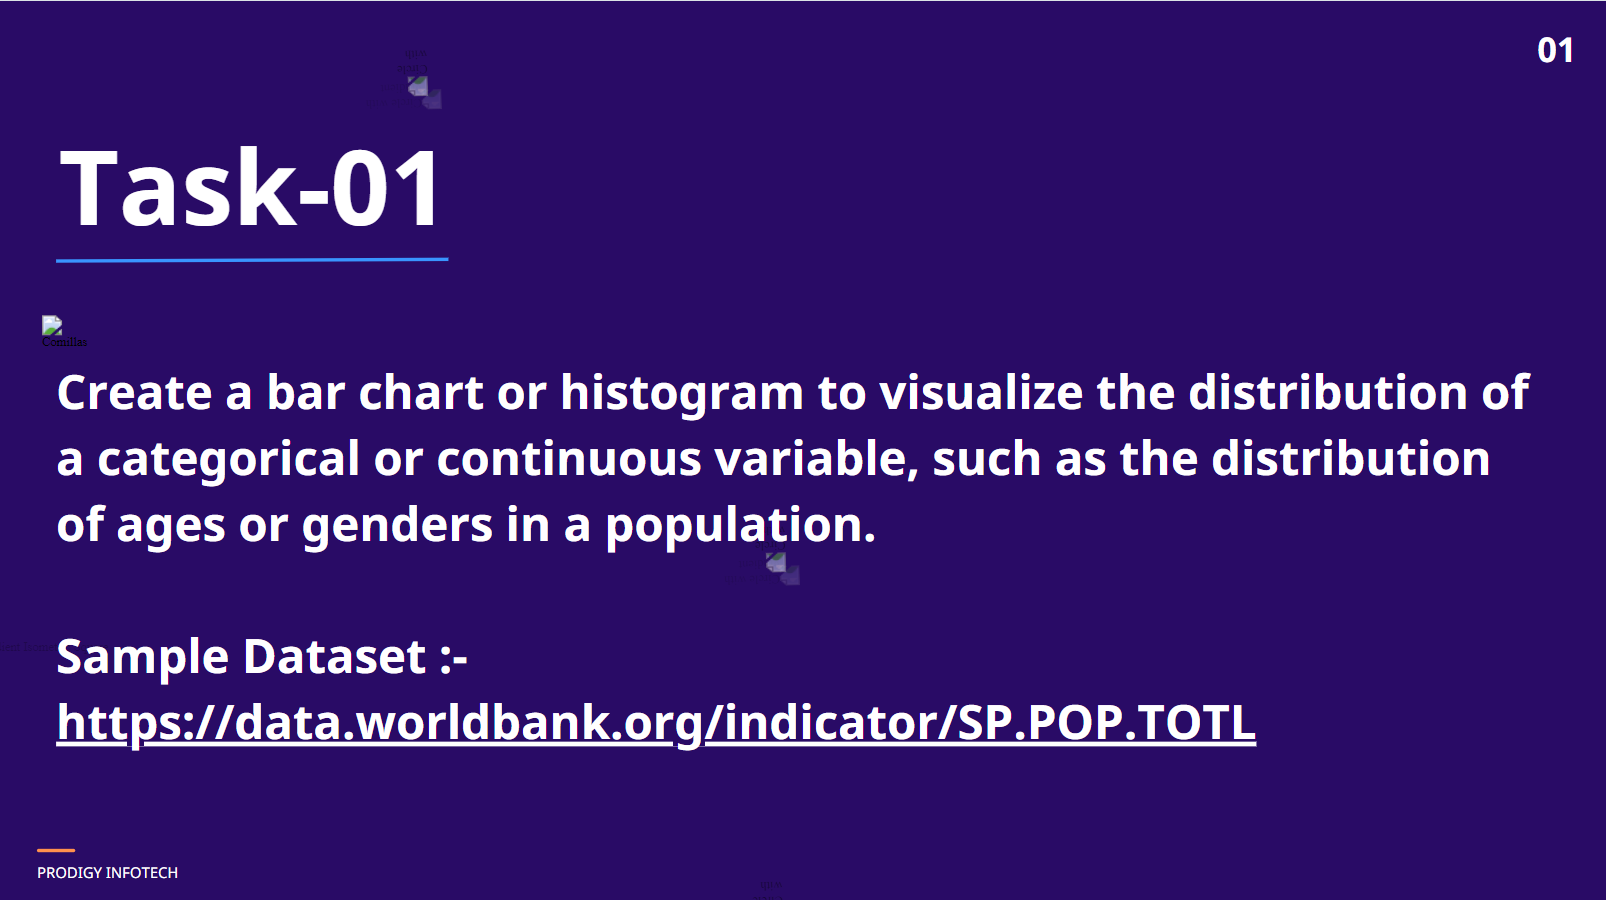 01
Task-01
Comillas
Create a bar chart or histogram to visualize the distribution of
a categorical or continuous variable, such as the distribution
of ages or genders in a population.
Sample Dataset :-
https://data.worldbank.org/indicator/SP.POP.TOTL
PRODIGY INFOTECH